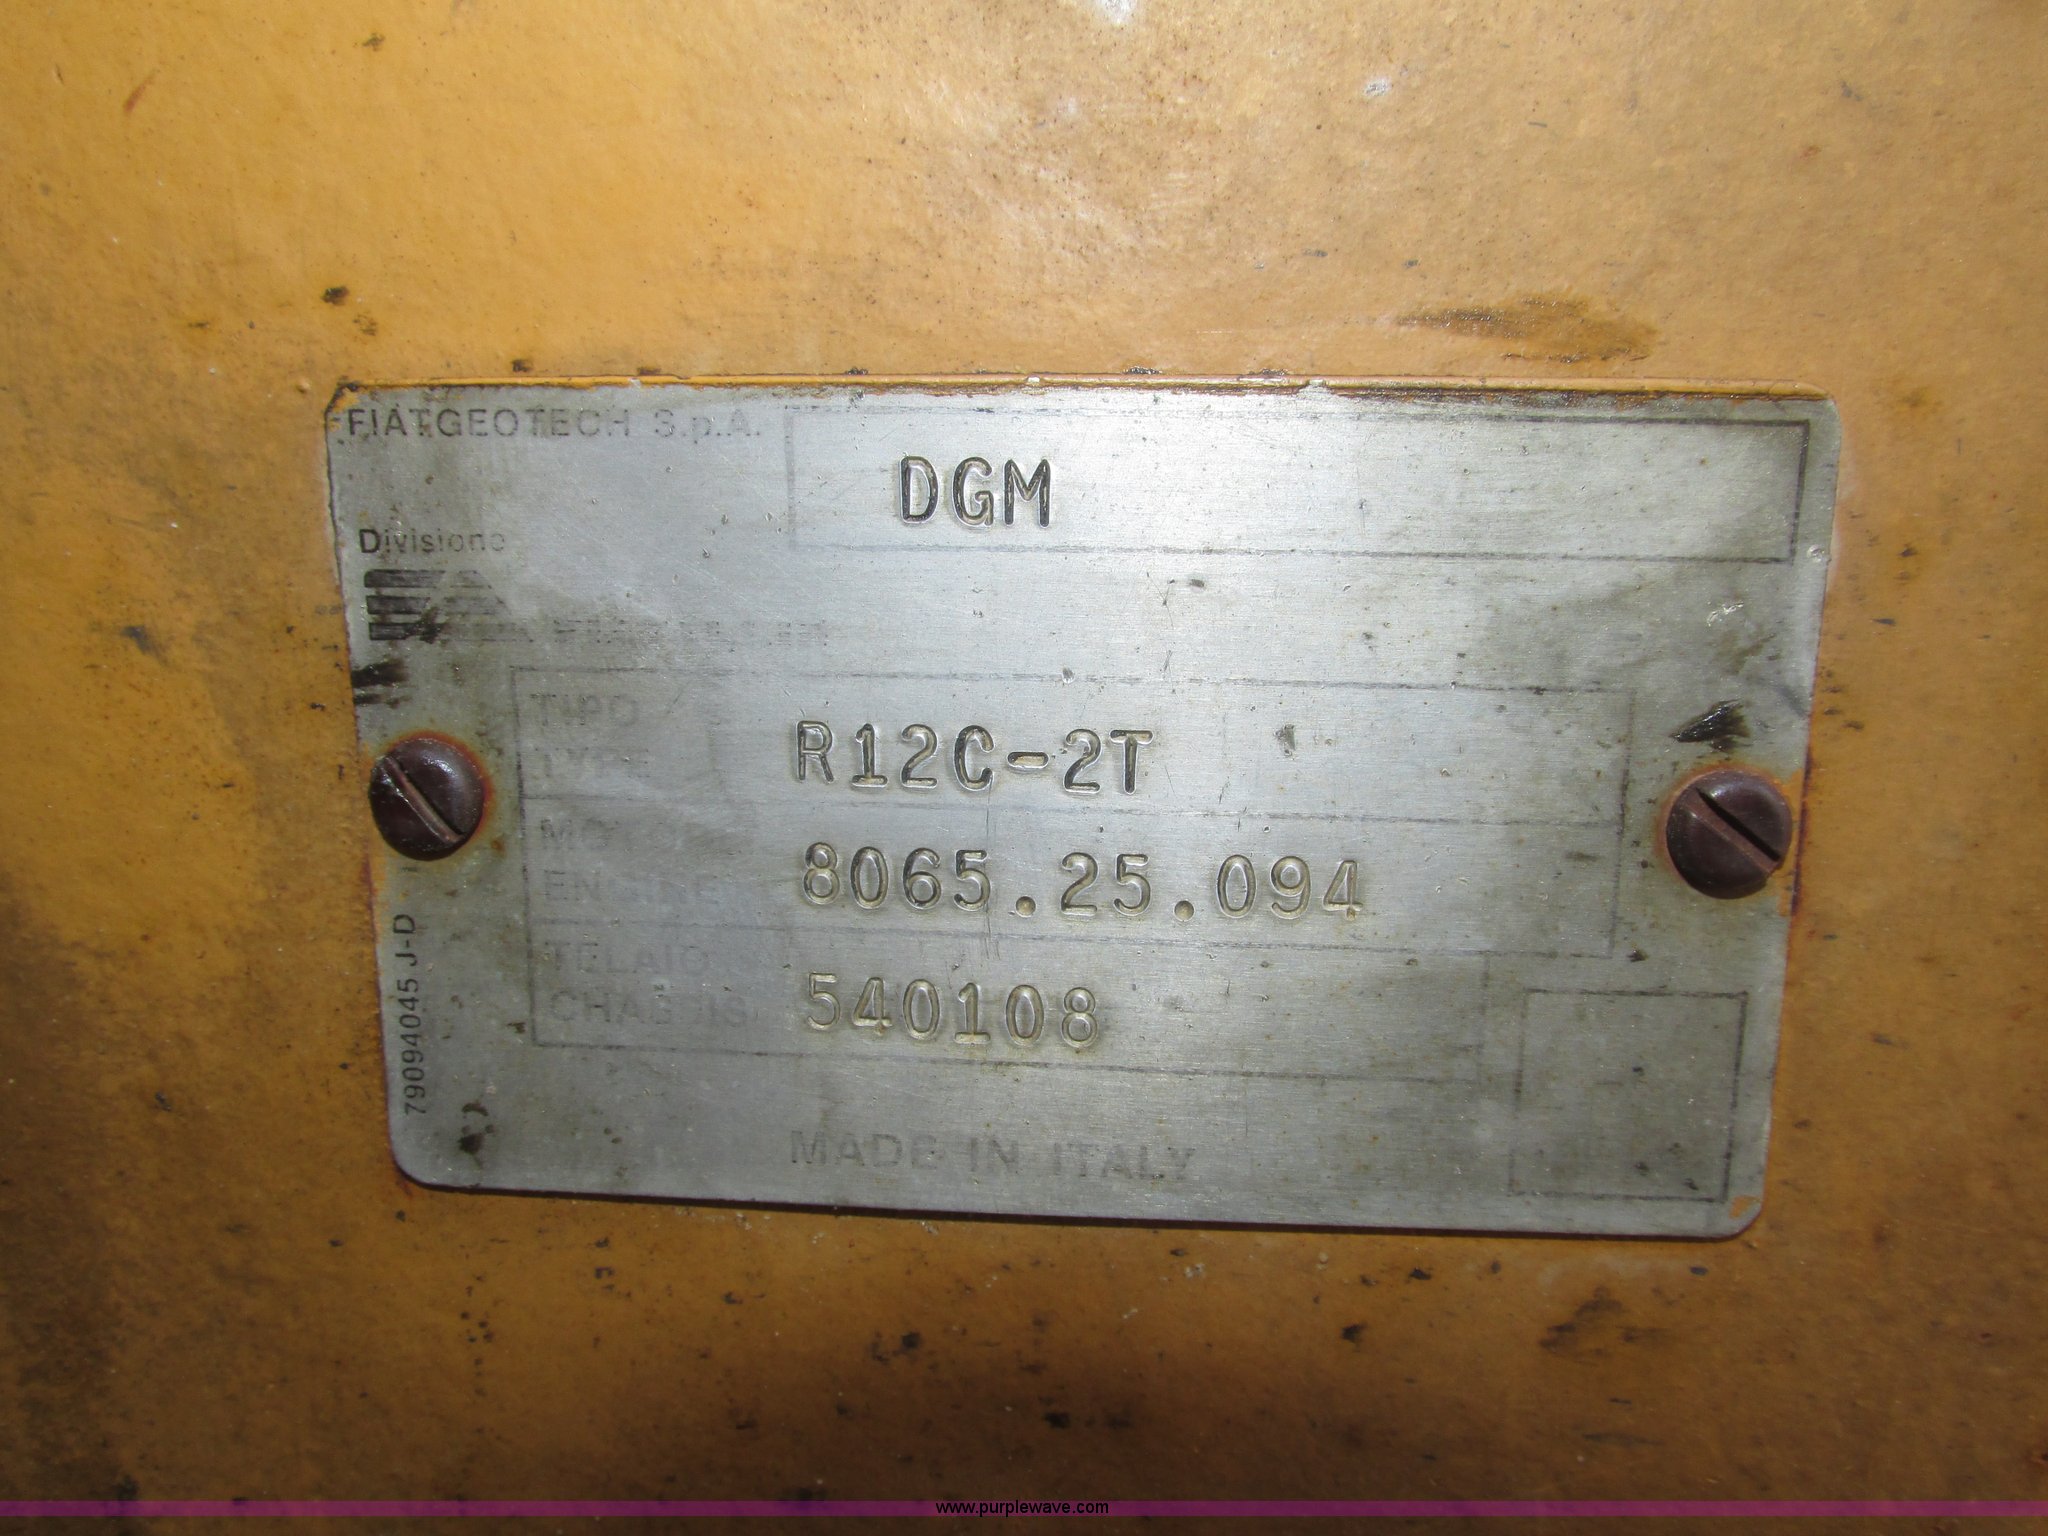 FIATGEOTECH S.p.A.
DGM
Divisione
TIPO
TYPE
R12C-2T
ENGINE
8065.25.094
TELAIO
CHASSIS
540108
79094045 J-D
MADE IN ITALY
www.purplewave.com